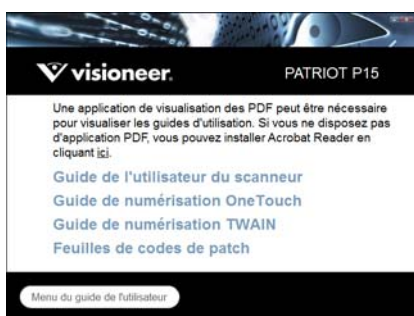 visioneer.
PATRIOT P15
Une application de visualisation des PDF peut être nécessaire
pour visualiser les guides d'utilisation. Si vous ne disposez pas
d'application PDF, vous pouvez installer Acrobat Reader en
cliquant ici.
Guide de l'utilisateur du scanneur
Guide de numérisation OneTouch
Guide de numérisation TWAIN
Feuilles de codes de patch
Menu du guide de l'utilisateur